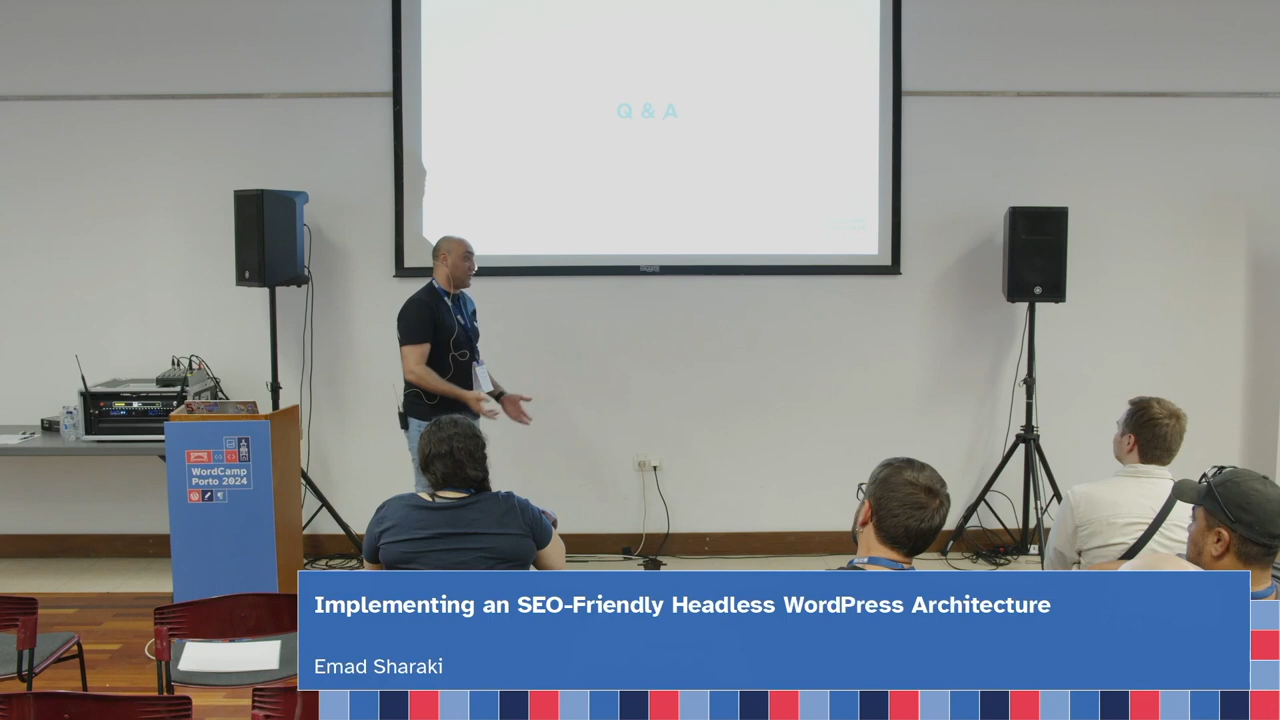 Q & A
WordCamp
Porto 2024
Implementing an SEO-Friendly Headless WordPress Architecture
Emad Sharaki